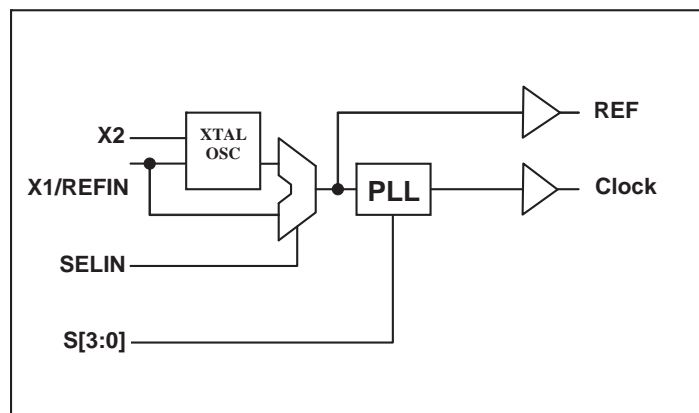 REF
X2
XTAL
OSC
X1/REFIN
PLL
Clock
SELIN
S[3:0]